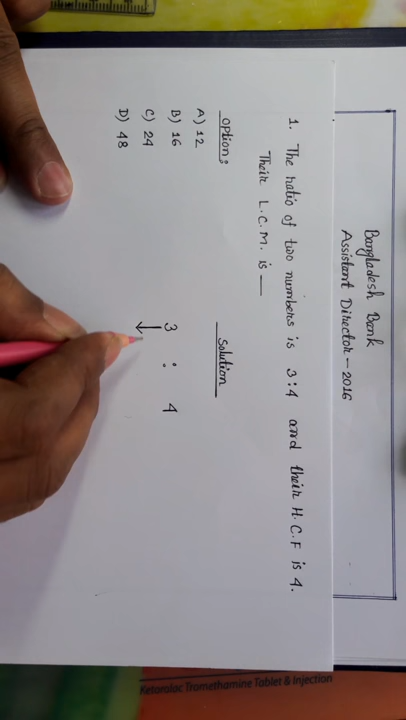 Bangladesh Bank
Assistant Director - 2016
1. The ratio of two numbers is 3:4 and their H.C.F is 4.
Their L.C.M. is —
option:
A) 12
B) 16
C) 24
D) 48
Solution
3 : 4
Ketorolac Tromethamine Tablet & Injection